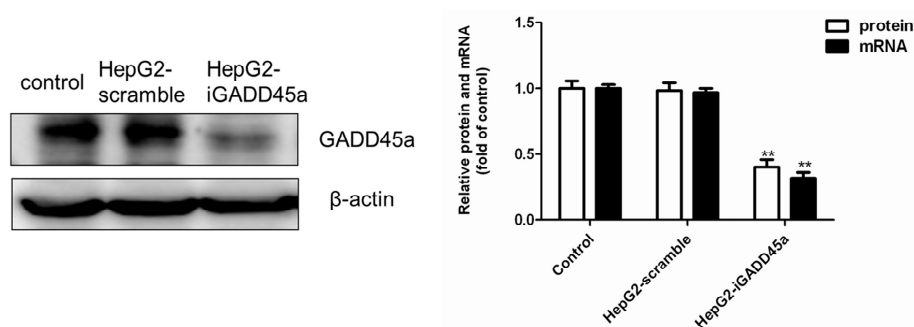 control
HepG2-
scramble
HepG2-
iGADD45a
GADD45a
β-actin
Relative protein and mRNA
(fold of control)
1.5
1.0
0.5
0.0
protein
mRNA
**
**
Control
HepG2-scramble
HepG2-iGADD45a